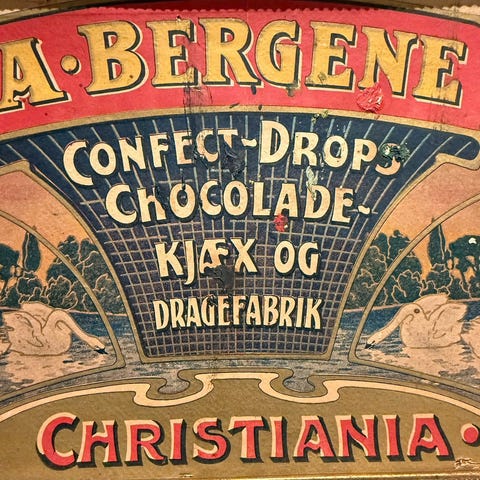 A·BERGENE
CONFECT-DROPS
CHOCOLADE-
KJÆX OG
DRAGEFABRIK
CHRISTIANIA·